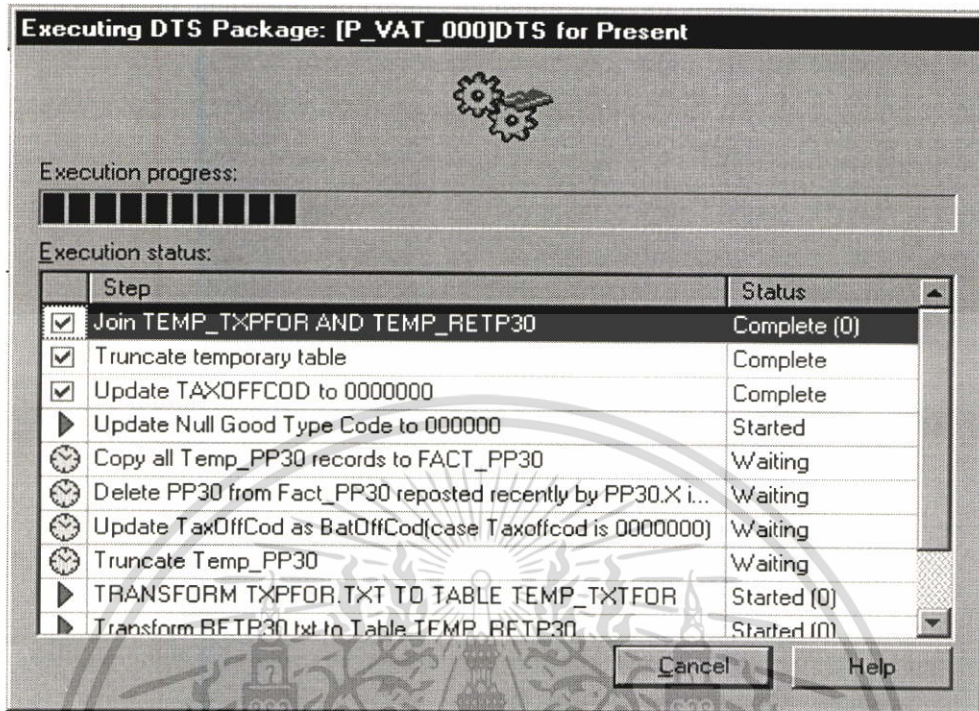 Executing DTS Package: [P_VAT_000]DTS for Present
Execution progress:
Execution status:
Step Status
Join TEMP_TXPFOR AND TEMP_RETP30 Complete (0)
Truncate temporary table Complete
Update TAXOFFCOD to 0000000 Complete
Update Null Good Type Code to 000000 Started
Copy all Temp_PP30 records to FACT_PP30 Waiting
Delete PP30 from Fact_PP30 reposted recently by PP30.X i... Waiting
Update TaxOffCod as BatOffCod(case Taxoffcod is 0000000) Waiting
Truncate Temp_PP30 Waiting
TRANSFORM TXPFOR.TXT TO TABLE TEMP_TXTFOR Started (0)
Transform RETP30.txt to Table TEMP_RETP30 Started (0)
Cancel Help